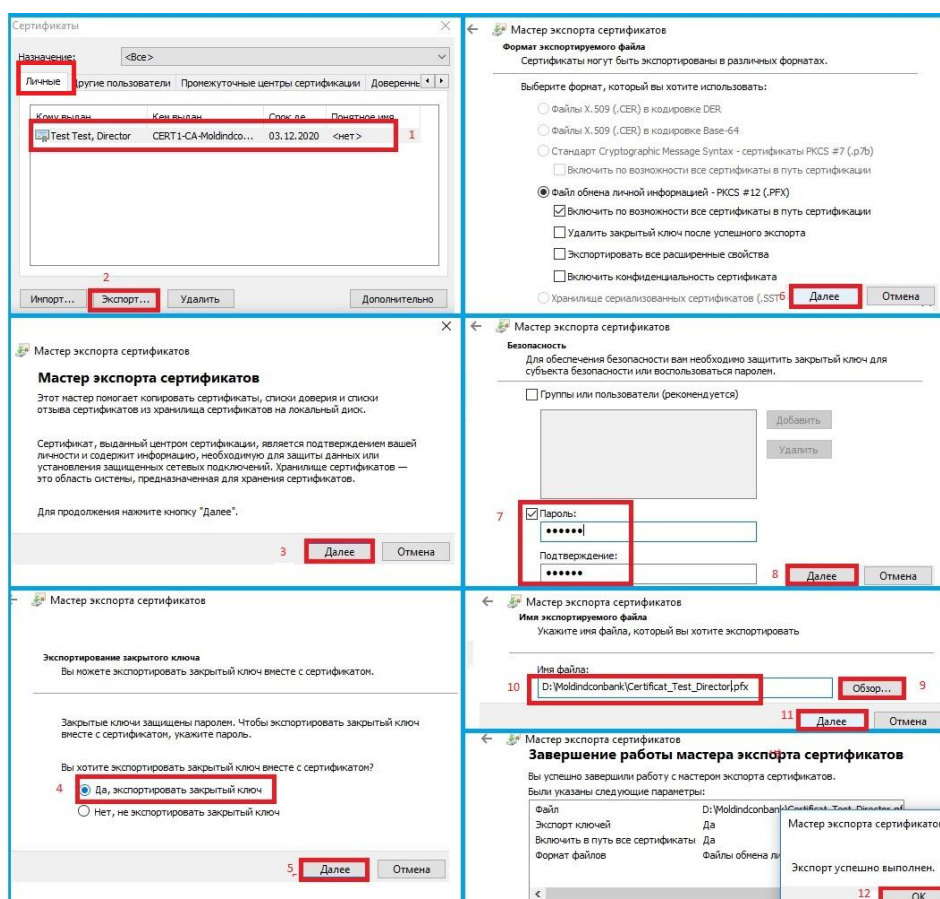 Сертификаты
Назначение: <Все>
Личные Другие пользователи Промежуточные центры сертификации Доверенн
Кому выдан Кем выдан Срок де... Понятное имя
Test Test, Director CERT1-CA-Moldindco... 03.12.2020 <нет> 1
2
Импорт... Экспорт... Удалить Дополнительно
Мастер экспорта сертификатов
Мастер экспорта сертификатов
Этот мастер помогает копировать сертификаты, списки доверия и списки
отзыва сертификатов из хранилища сертификатов на локальный диск.
Сертификат, выданный центром сертификации, является подтверждением вашей
личности и содержит информацию, необходимую для защиты данных или
установления защищенных сетевых подключений. Хранилище сертификатов —
это область системы, предназначенная для хранения сертификатов.
Для продолжения нажмите кнопку "Далее".
3 Далее Отмена
Мастер экспорта сертификатов
Экспортирование закрытого ключа
Вы можете экспортировать закрытый ключ вместе с сертификатом.
Закрытые ключи защищены паролем. Чтобы экспортировать закрытый ключ
вместе с сертификатом, укажите пароль.
Вы хотите экспортировать закрытый ключ вместе с сертификатом?
4 Да, экспортировать закрытый ключ
Нет, не экспортировать закрытый ключ
5 Далее Отмена
Мастер экспорта сертификатов
Формат экспортируемого файла
Сертификаты могут быть экспортированы в различных форматах.
Выберите формат, который вы хотите использовать:
Файлы X.509 (.CER) в кодировке DER
Файлы X.509 (.CER) в кодировке Base-64
Стандарт Cryptographic Message Syntax - сертификаты PKCS #7 (.p7b)
Включить по возможности все сертификаты в путь сертификации
Файл обмена личной информацией - PKCS #12 (.PFX)
Включить по возможности все сертификаты в путь сертификации
Удалить закрытый ключ после успешного экспорта
Экспортировать все расширенные свойства
Включить конфиденциальность сертификата
Хранилище сериализованных сертификатов (.SST 6 Далее Отмена
Мастер экспорта сертификатов
Безопасность
Для обеспечения безопасности вам необходимо защитить закрытый ключ для
субъекта безопасности или воспользоваться паролем.
Группы или пользователи (рекомендуется)
Добавить
Удалить
7 Пароль:
Подтверждение:
8 Далее Отмена
Мастер экспорта сертификатов
Имя экспортируемого файла
Укажите имя файла, который вы хотите экспортировать
Имя файла:
10 D:\Moldindconbank\Certificat_Test_Director.pfx Обзор... 9
11 Далее Отмена
Мастер экспорта сертификатов
Завершение работы мастера экспорта сертификатов
Вы успешно завершили работу с мастером экспорта сертификатов.
Были указаны следующие параметры:
Файл D:\Moldindconbank\Certificat_Test_Director.pf
Экспорт ключей Да
Включить в путь все сертификаты Да
Формат файлов Файлы обмена ли
Мастер экспорта сертификатов
Экспорт успешно выполнен.
12 OK